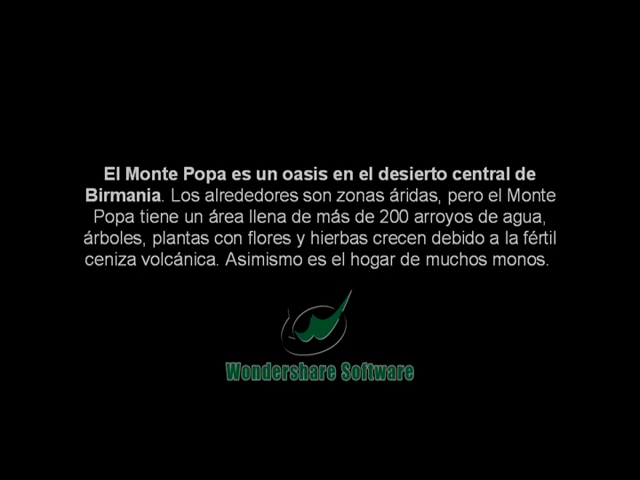 El Monte Popa es un oasis en el desierto central de
Birmania. Los alrededores son zonas áridas, pero el Monte
Popa tiene un área llena de más de 200 arroyos de agua,
árboles, plantas con flores y hierbas crecen debido a la fértil
ceniza volcánica. Asimismo es el hogar de muchos monos.
Wondershare Software